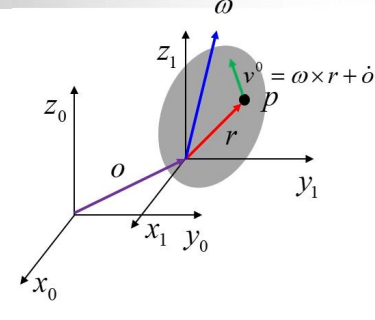 ω
z₁
v⁰ = ω×r + ȯ
p
z₀
r
o
y₁
x₁
y₀
x₀